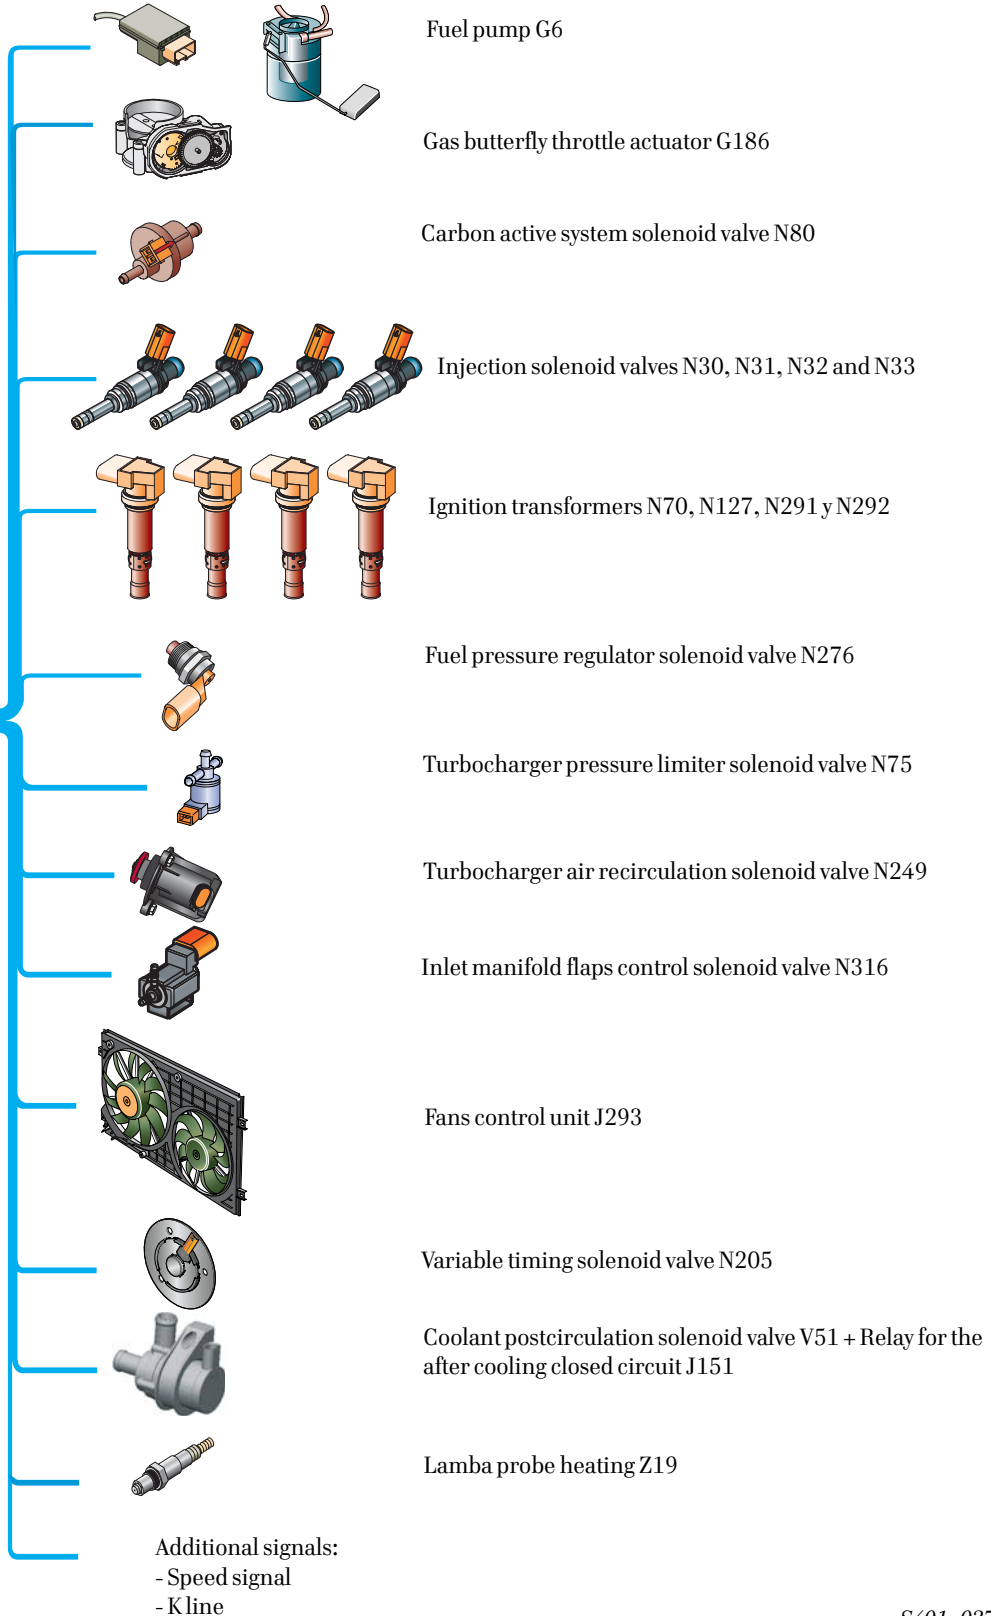 Fuel pump G6
Gas butterfly throttle actuator G186
Carbon active system solenoid valve N80
Injection solenoid valves N30, N31, N32 and N33
Ignition transformers N70, N127, N291 y N292
Fuel pressure regulator solenoid valve N276
Turbocharger pressure limiter solenoid valve N75
Turbocharger air recirculation solenoid valve N249
Inlet manifold flaps control solenoid valve N316
Fans control unit J293
Variable timing solenoid valve N205
Coolant postcirculation solenoid valve V51 + Relay for the
after cooling closed circuit J151
Lamba probe heating Z19
Additional signals:
- Speed signal
- K line